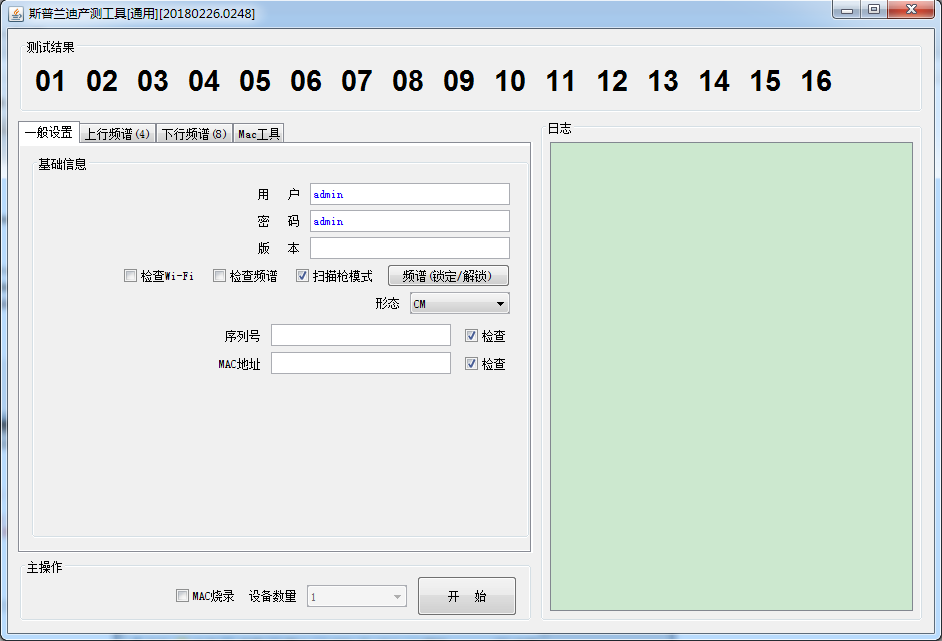 斯普兰迪产测工具[通用][20180226.0248]
测试结果
01 02 03 04 05 06 07 08 09 10 11 12 13 14 15 16
一般设置 上行频谱(4) 下行频谱(8) Mac工具
基础信息
用 户 admin
密 码 admin
版 本
检查Wi-Fi 检查频谱 扫描枪模式 频谱(锁定/解锁)
形态 CM
序列号 检查
MAC地址 检查
主操作
MAC烧录 设备数量 1 开 始
日志